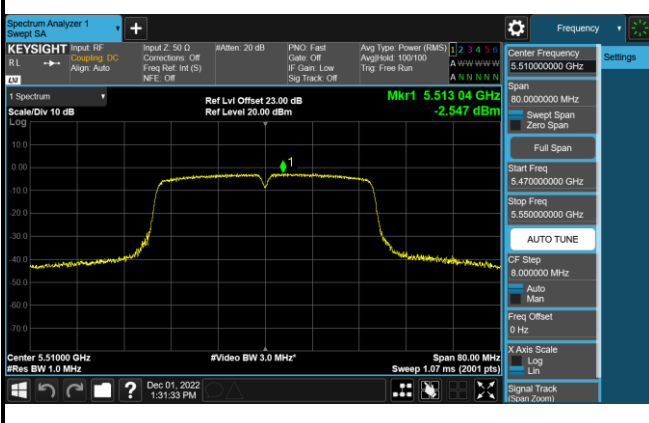 Spectrum Analyzer 1
Swept SA
Frequency
KEYSIGHT
RL
Input: RF
Coupling: DC
Align: Auto
Input Z: 50 Ω
Corrections: Off
Freq Ref: Int (S)
NFE: Off
#Atten: 20 dB
PNO: Fast
Gate: Off
IF Gain: Low
Sig Track: Off
Avg Type: Power (RMS)
Avg|Hold: 100/100
Trig: Free Run
1 2 3 4 5 6
A W W W W W
A N N N N N
LXI
1 Spectrum
Scale/Div 10 dB
Log
Ref Lvl Offset 23.00 dB
Ref Level 20.00 dBm
Mkr1 5.513 04 GHz
-2.547 dBm
1
10.0
0.00
-10.0
-20.0
-30.0
-40.0
-50.0
-60.0
-70.0
Center 5.51000 GHz
#Res BW 1.0 MHz
#Video BW 3.0 MHz*
Span 80.00 MHz
Sweep 1.07 ms (2001 pts)
?
Dec 01, 2022
1:31:33 PM
Center Frequency
5.510000000 GHz
Settings
Span
80.0000000 MHz
Swept Span
Zero Span
Full Span
Start Freq
5.470000000 GHz
Stop Freq
5.550000000 GHz
AUTO TUNE
CF Step
8.000000 MHz
Auto
Man
Freq Offset
0 Hz
X Axis Scale
Log
Lin
Signal Track
(Span Zoom)